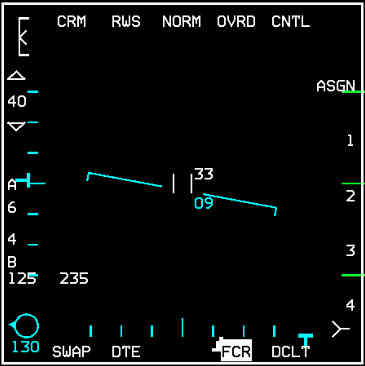 CRM RWS NORM OVRD CNTL
ASGN
40
1
33
A
2
6
09
4
3
B
125 235
4
130
SWAP DTE FCR DCLT